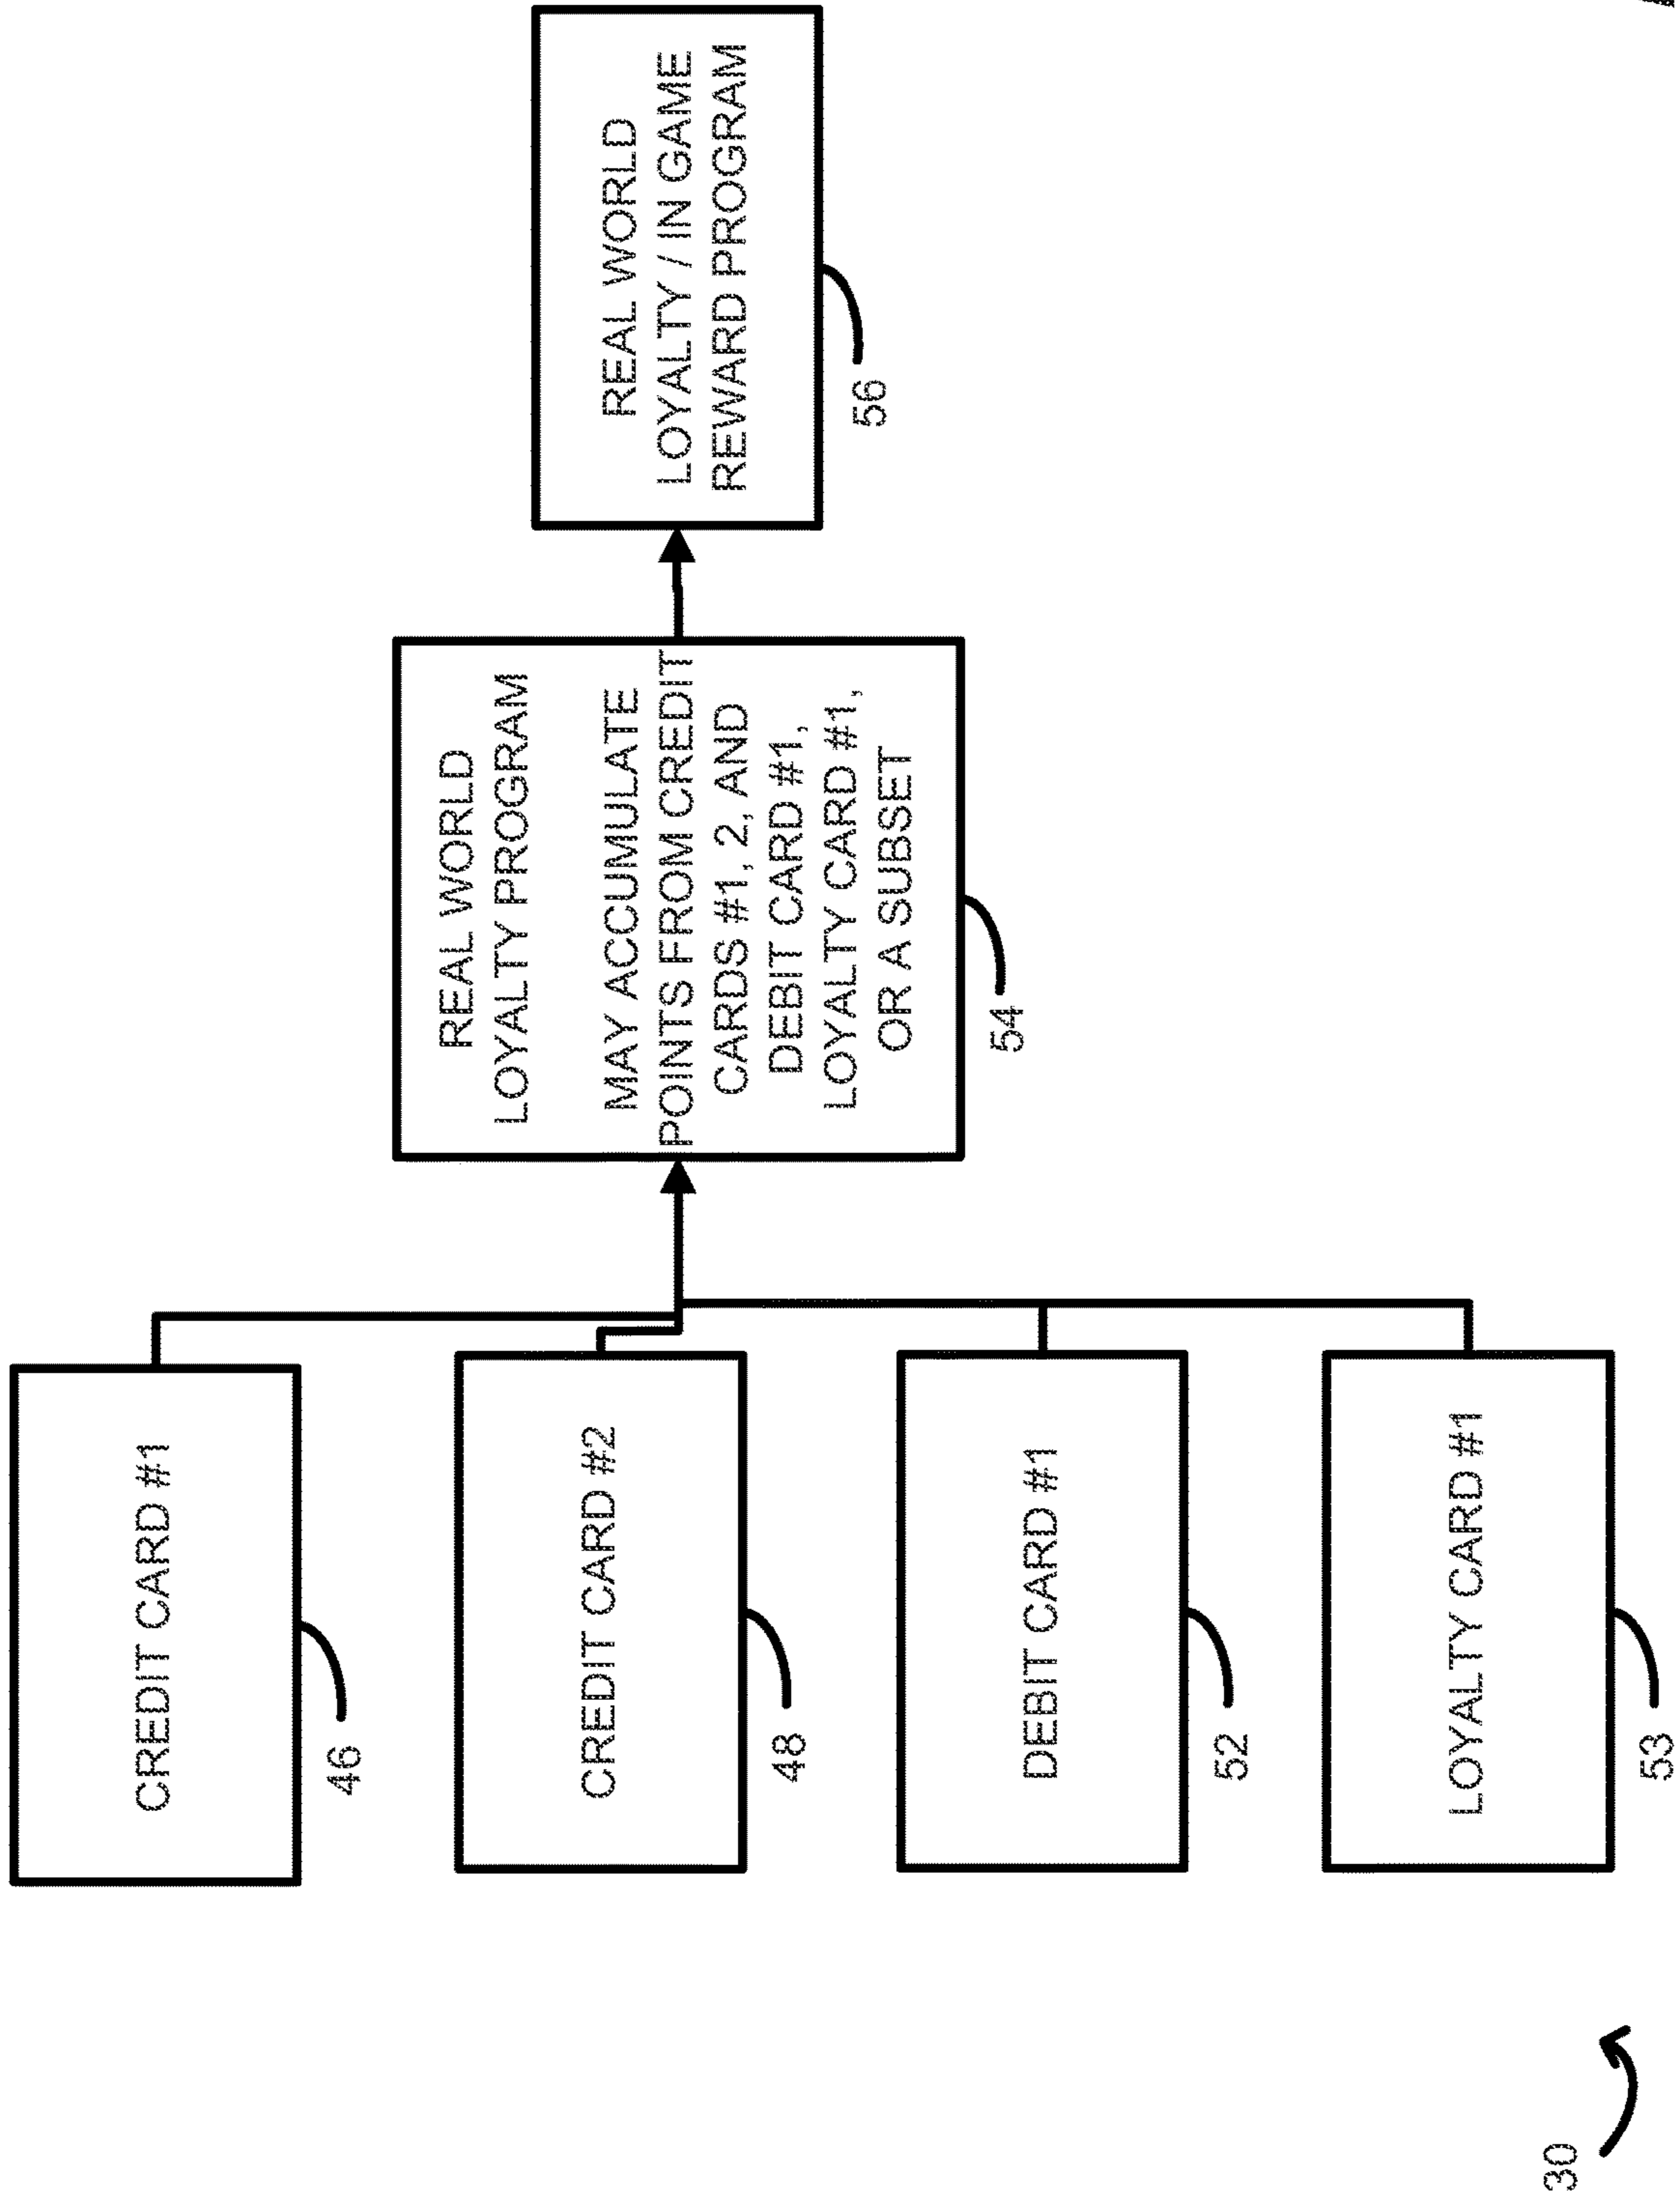 CREDIT CARD #1
46
CREDIT CARD #2
48
DEBIT CARD #1
52
LOYALTY CARD #1
53
REAL WORLD
LOYALTY PROGRAM
MAY ACCUMULATE
POINTS FROM CREDIT
CARDS #1, 2, AND
DEBIT CARD #1,
LOYALTY CARD #1,
OR A SUBSET
54
REAL WORLD
LOYALTY / IN GAME
REWARD PROGRAM
56
30